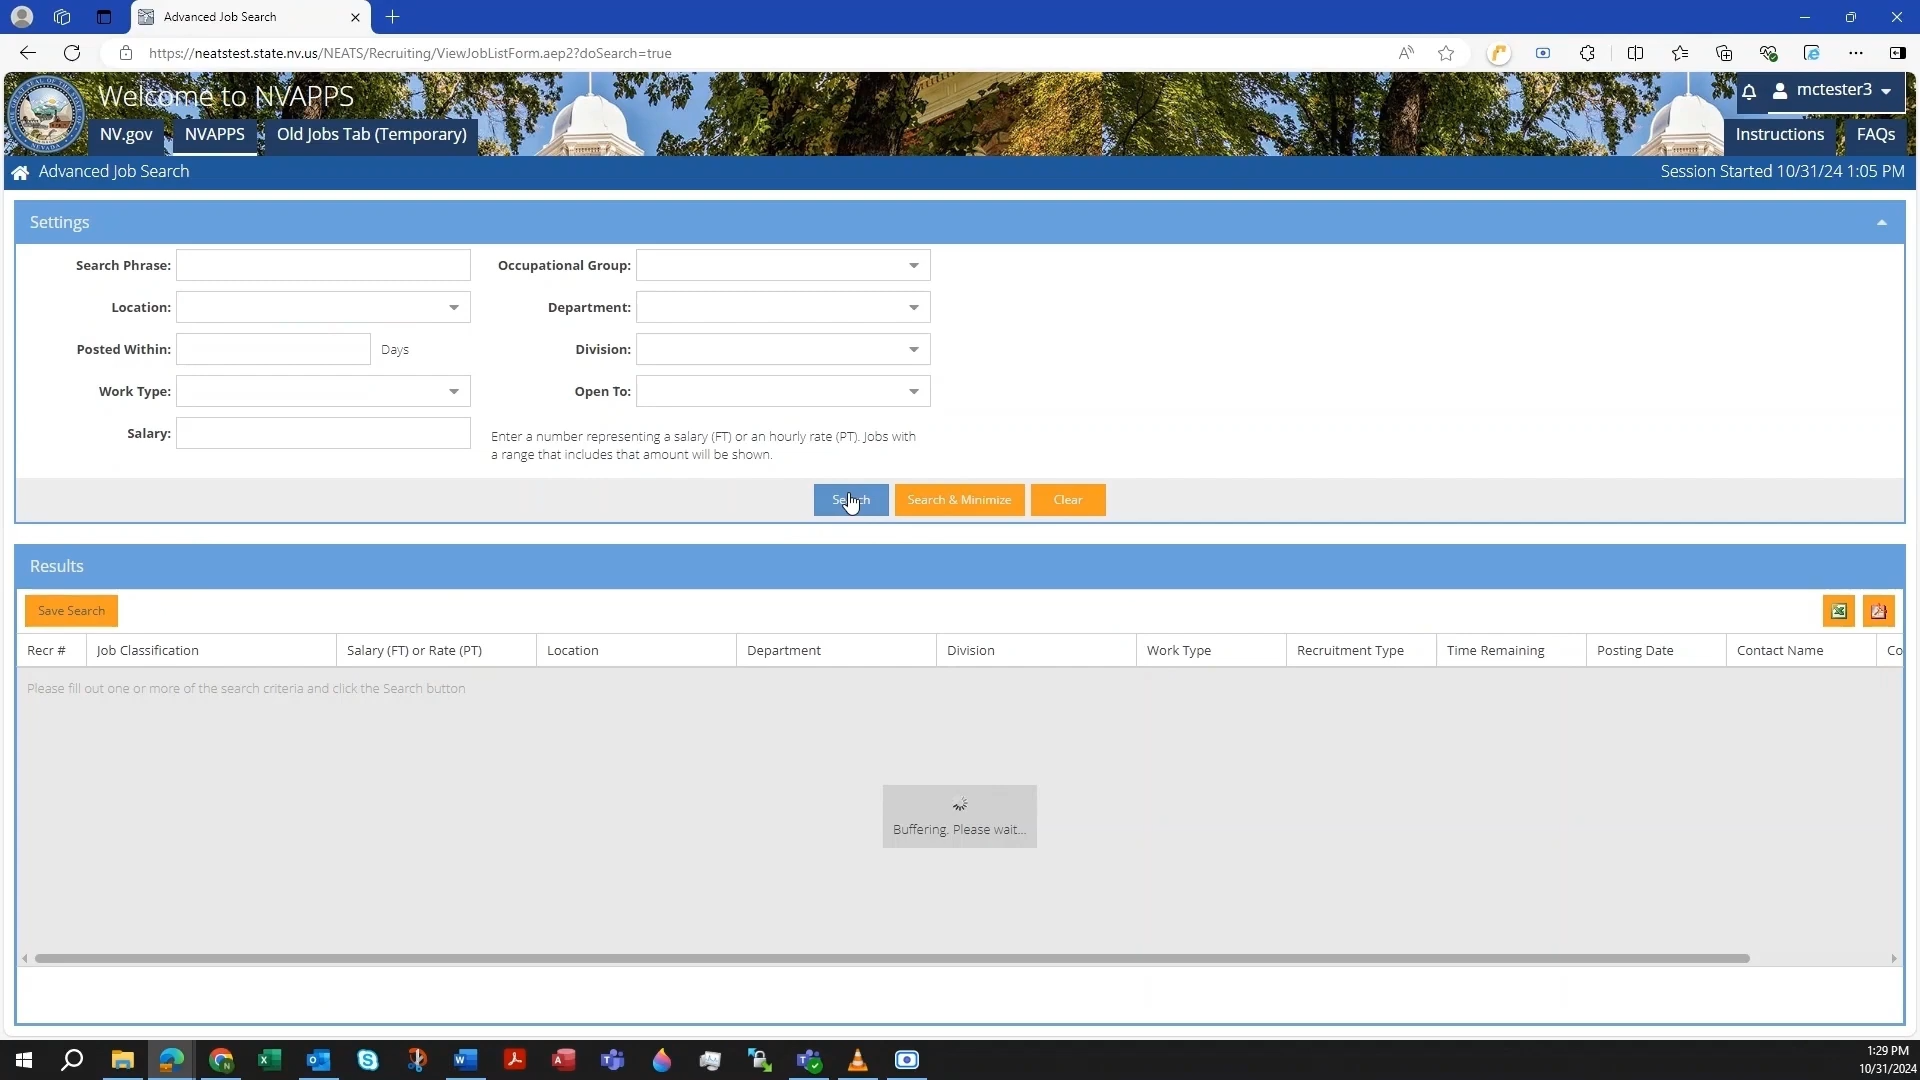 Advanced Job Search
https://neatstest.state.nv.us/NEATS/Recruiting/ViewJobListForm.aep2?doSearch=true
Welcome to NVAPPS
mctester3
NV.gov
NVAPPS
Old Jobs Tab (Temporary)
Instructions
FAQs
Advanced Job Search
Session Started 10/31/24 1:05 PM
Settings
Search Phrase:
Occupational Group:
Location:
Department:
Posted Within:
Days
Division:
Work Type:
Open To:
Salary:
Enter a number representing a salary (FT) or an hourly rate (PT). Jobs with
a range that includes that amount will be shown.
Search
Search & Minimize
Clear
Results
Save Search
Recr #
Job Classification
Salary (FT) or Rate (PT)
Location
Department
Division
Work Type
Recruitment Type
Time Remaining
Posting Date
Contact Name
Co
Please fill out one or more of the search criteria and click the Search button
Buffering. Please wait...
1:29 PM
10/31/2024